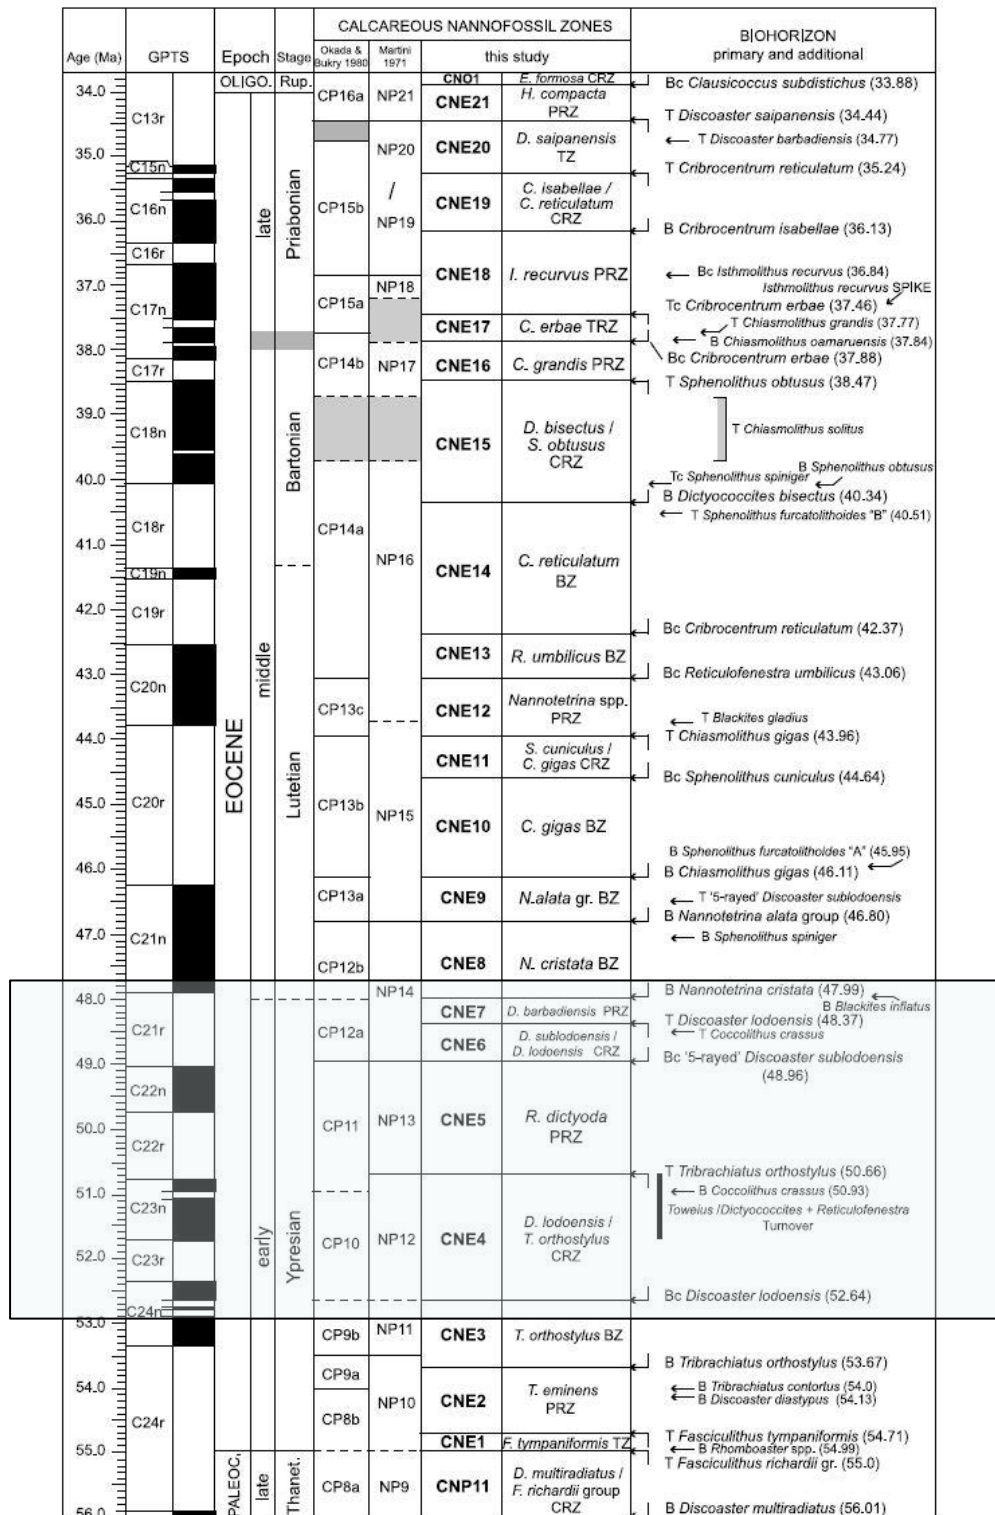 CALCAREOUS NANNOFOSSIL ZONES
BIOHORIZON
primary and additional
Age (Ma) GPTS Epoch Stage Okada & Bukry 1980 Martini 1971 this study
OLIGO. Rup. CP16a NP21 CNO1 E. formosa CRZ Bc Clausicoccus subdistichus (33.88)
34.0 C13r CNE21 H. compacta PRZ
T Discoaster saipanensis (34.44)
NP20 CNE20 D. saipanensis TZ T Discoaster barbadiensis (34.77)
35.0
C15n T Cribrocentrum reticulatum (35.24)
late Priabonian / CNE19 C. isabellae / C. reticulatum CRZ
C16n CP15b NP19
36.0
B Cribrocentrum isabellae (36.13)
C16r CNE18 I. recurvus PRZ Bc Isthmolithus recurvus (36.84)
37.0 NP18 Isthmolithus recurvus SPIKE
C17n CP15a Tc Cribrocentrum erbae (37.46)
CNE17 C. erbae TRZ T Chiasmolithus grandis (37.77)
B Chiasmolithus oamaruensis (37.84)
38.0 Bc Cribrocentrum erbae (37.88)
C17r CP14b NP17 CNE16 C. grandis PRZ
T Sphenolithus obtusus (38.47)
39.0
C18n Bartonian CNE15 D. bisectus / S. obtusus CRZ T Chiasmolithus solitus
B Sphenolithus obtusus
40.0 Tc Sphenolithus spiniger
B Dictyococcites bisectus (40.34)
C18r CP14a T Sphenolithus furcatolithoides "B" (40.51)
41.0 NP16 CNE14 C. reticulatum BZ
C19n
42.0 C19r
Bc Cribrocentrum reticulatum (42.37)
middle CNE13 R. umbilicus BZ
43.0 Bc Reticulofenestra umbilicus (43.06)
C20n CP13c CNE12 Nannotetrina spp. PRZ
T Blackites gladius
44.0 T Chiasmolithus gigas (43.96)
EOCENE Lutetian CNE11 S. cuniculus / C. gigas CRZ
Bc Sphenolithus cuniculus (44.64)
45.0 C20r CP13b NP15 CNE10 C. gigas BZ
B Sphenolithus furcatolithoides "A" (45.95)
46.0 B Chiasmolithus gigas (46.11)
CP13a CNE9 N.alata gr. BZ T '5-rayed' Discoaster sublodoensis
B Nannotetrina alata group (46.80)
47.0 C21n B Sphenolithus spiniger
CP12b CNE8 N. cristata BZ
NP14 B Nannotetrina cristata (47.99)
48.0 CNE7 D. barbadiensis PRZ B Blackites inflatus
C21r CP12a T Discoaster lodoensis (48.37)
CNE6 D. sublodoensis / D. lodoensis CRZ T Coccolithus crassus
49.0 Bc '5-rayed' Discoaster sublodoensis
(48.96)
C22n
50.0 CP11 NP13 CNE5 R. dictyoda PRZ
C22r
T Tribrachiatus orthostylus (50.66)
51.0 B Coccolithus crassus (50.93)
C23n Toweius /Dictyococcites + Reticulofenestra
Turnover
52.0 C23r early Ypresian CP10 NP12 CNE4 D. lodoensis / T. orthostylus CRZ
Bc Discoaster lodoensis (52.64)
C24n
53.0 CP9b NP11 CNE3 T. orthostylus BZ
B Tribrachiatus orthostylus (53.67)
CP9a
54.0 B Tribrachiatus contortus (54.0)
B Discoaster diastypus (54.13)
C24r CP8b NP10 CNE2 T. eminens PRZ
T Fasciculithus tympaniformis (54.71)
CNE1 F. tympaniformis TZ B Rhomboaster spp. (54.99)
55.0 T Fasciculithus richardii gr. (55.0)
PALEOC. late Thanet. CP8a NP9 CNP11 D. multiradiatus / F. richardii group CRZ
56.0 B Discoaster multiradiatus (56.01)